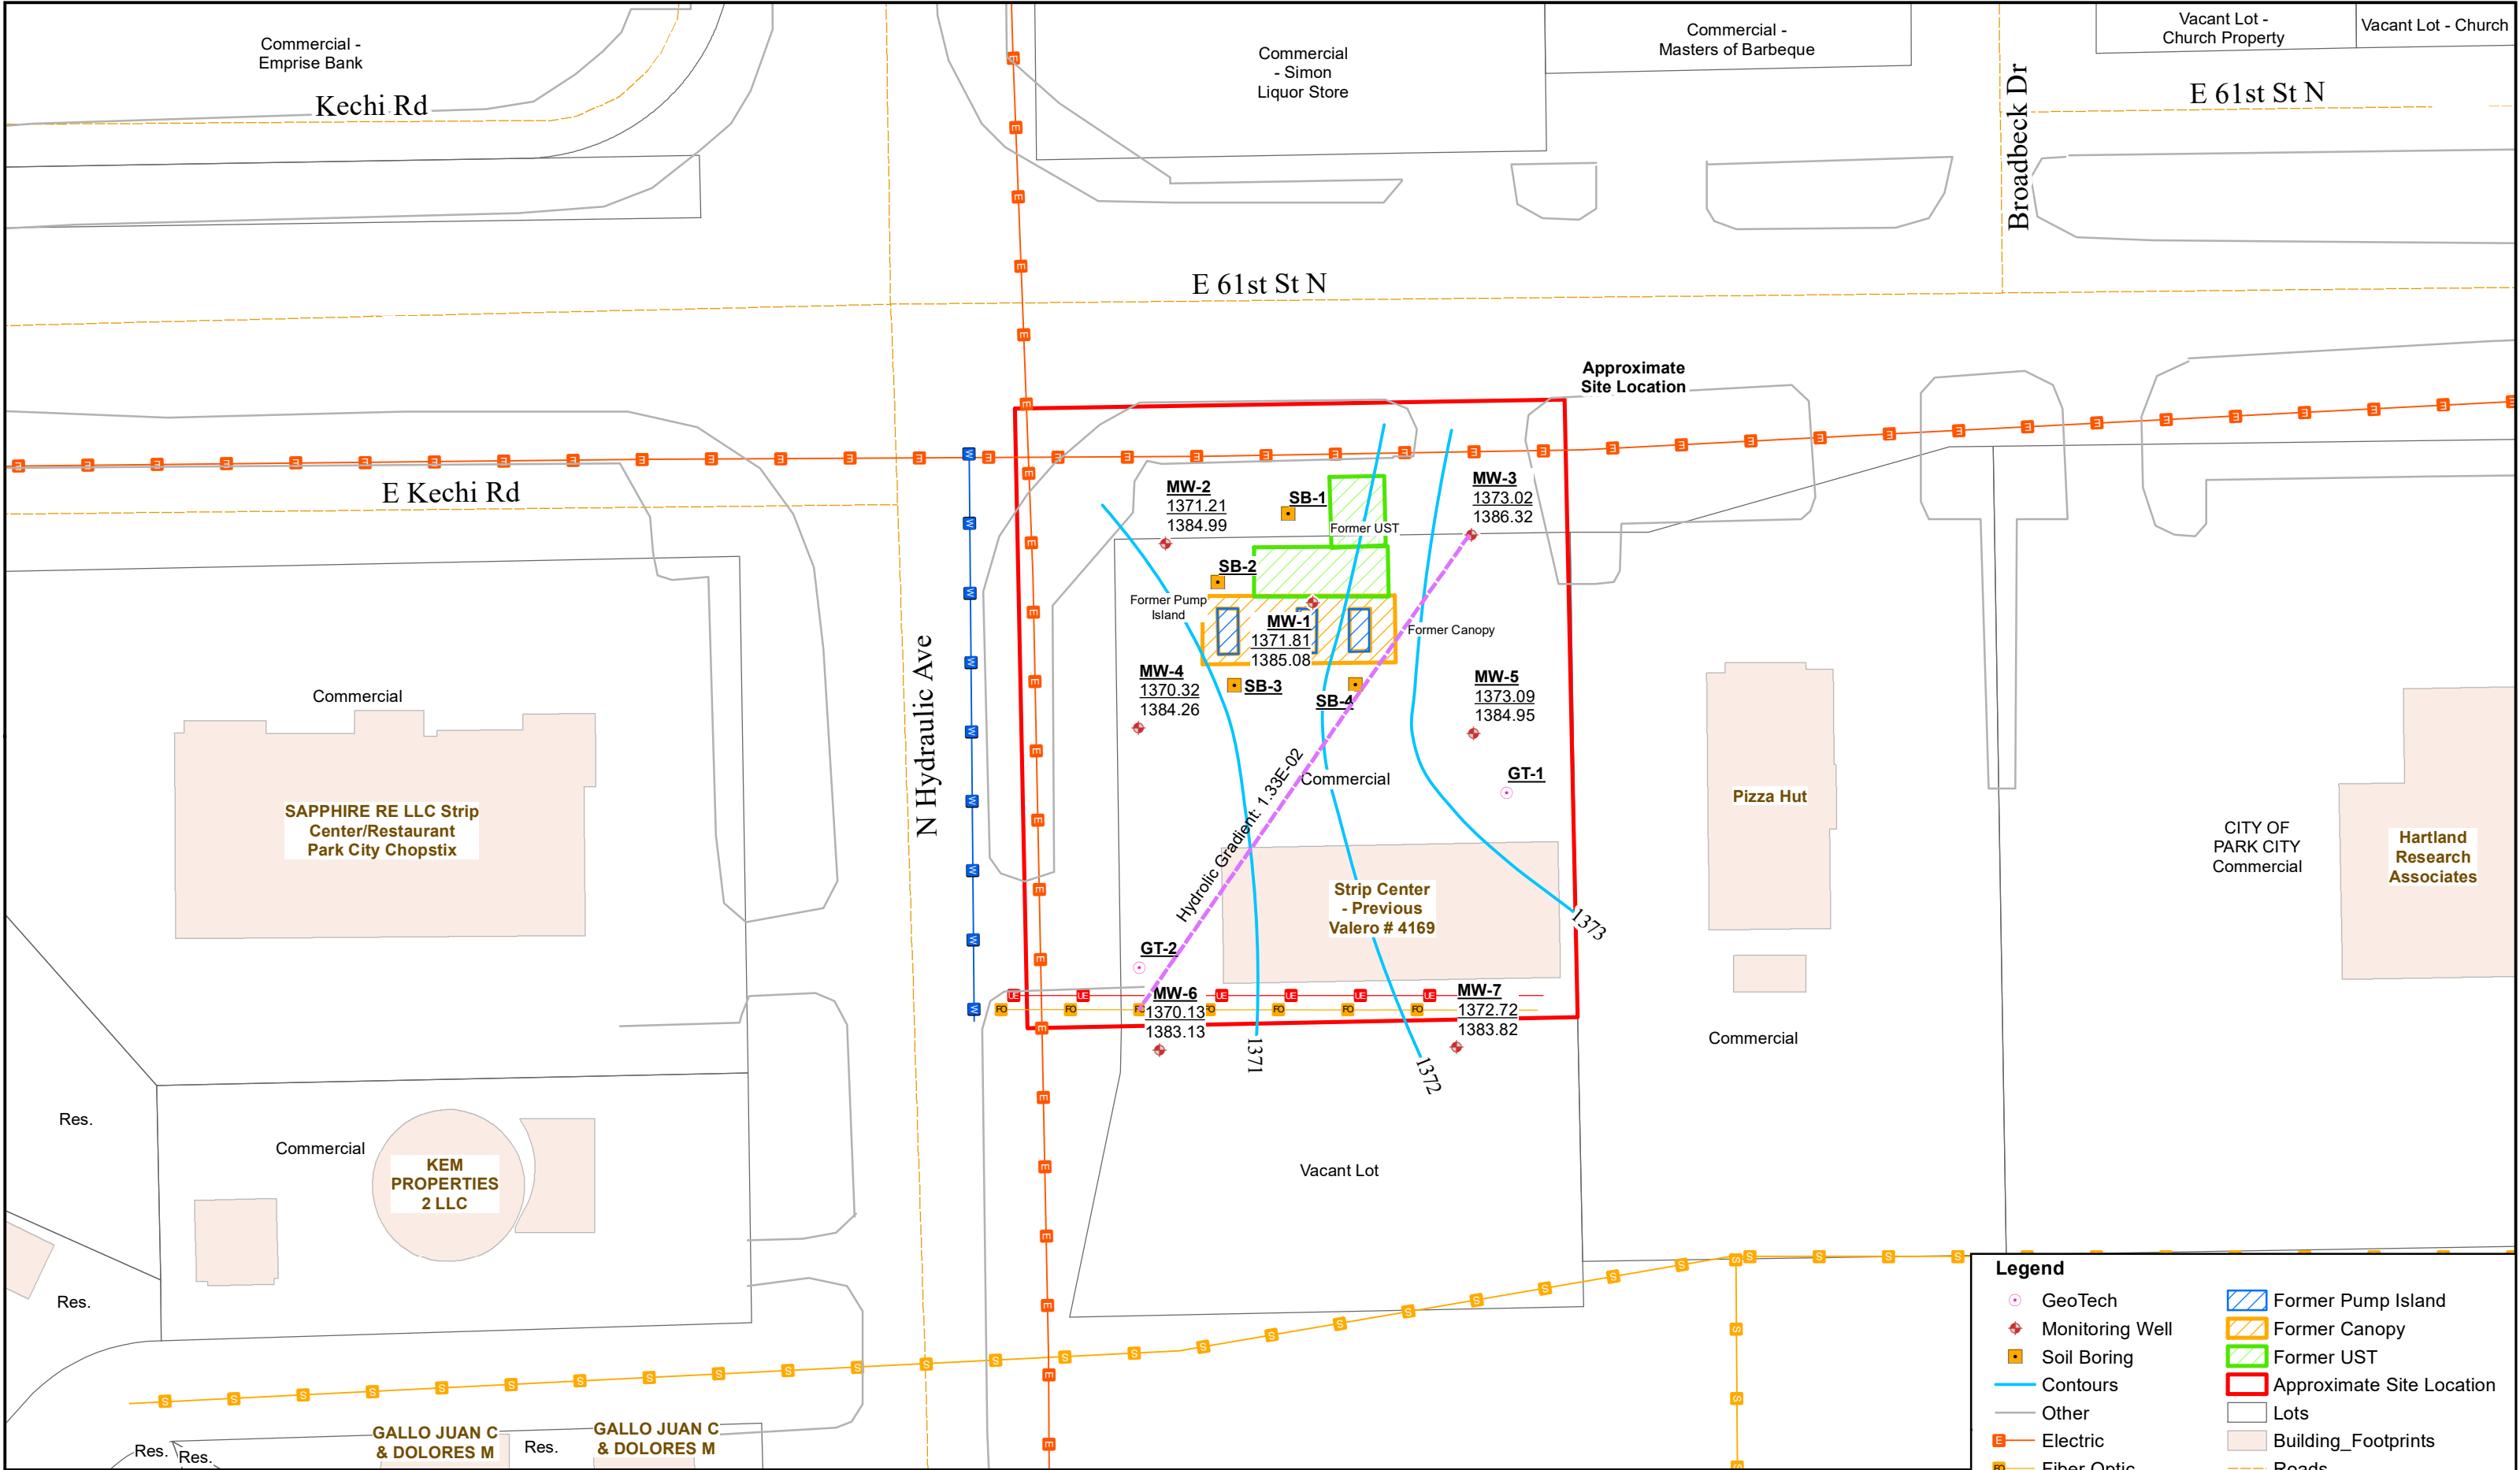 Commercial -
Emprise Bank
Kechi Rd
Commercial
- Simon
Liquor Store
Commercial -
Masters of Barbeque
Vacant Lot -
Church Property
Vacant Lot - Church
Broadbeck Dr
E 61st St N
E 61st St N
Approximate
Site Location
E Kechi Rd
N Hydraulic Ave
MW-2
1371.21
1384.99
SB-1
Former UST
MW-3
1373.02
1386.32
SB-2
Former Pump
Island
MW-1
1371.81
1385.08
Former Canopy
MW-4
1370.32
1384.26
SB-3
SB-4
MW-5
1373.09
1384.95
Commercial
GT-1
Hydrolic Gradient: 1.33E-02
Commercial
SAPPHIRE RE LLC Strip
Center/Restaurant
Park City Chopstix
Pizza Hut
CITY OF
PARK CITY
Commercial
Hartland
Research
Associates
Strip Center
- Previous
Valero # 4169
1373
GT-2
MW-6
1370.13
1383.13
MW-7
1372.72
1383.82
1371
1372
Commercial
Res.
Commercial
KEM
PROPERTIES
2 LLC
Vacant Lot
Res.
GALLO JUAN C
& DOLORES M
GALLO JUAN C
& DOLORES M
Res.
Res.
Res.
Legend
GeoTech
Monitoring Well
Soil Boring
Contours
Other
E Electric
FO Fiber Optic
Former Pump Island
Former Canopy
Former UST
Approximate Site Location
Lots
Building_Footprints
Roads